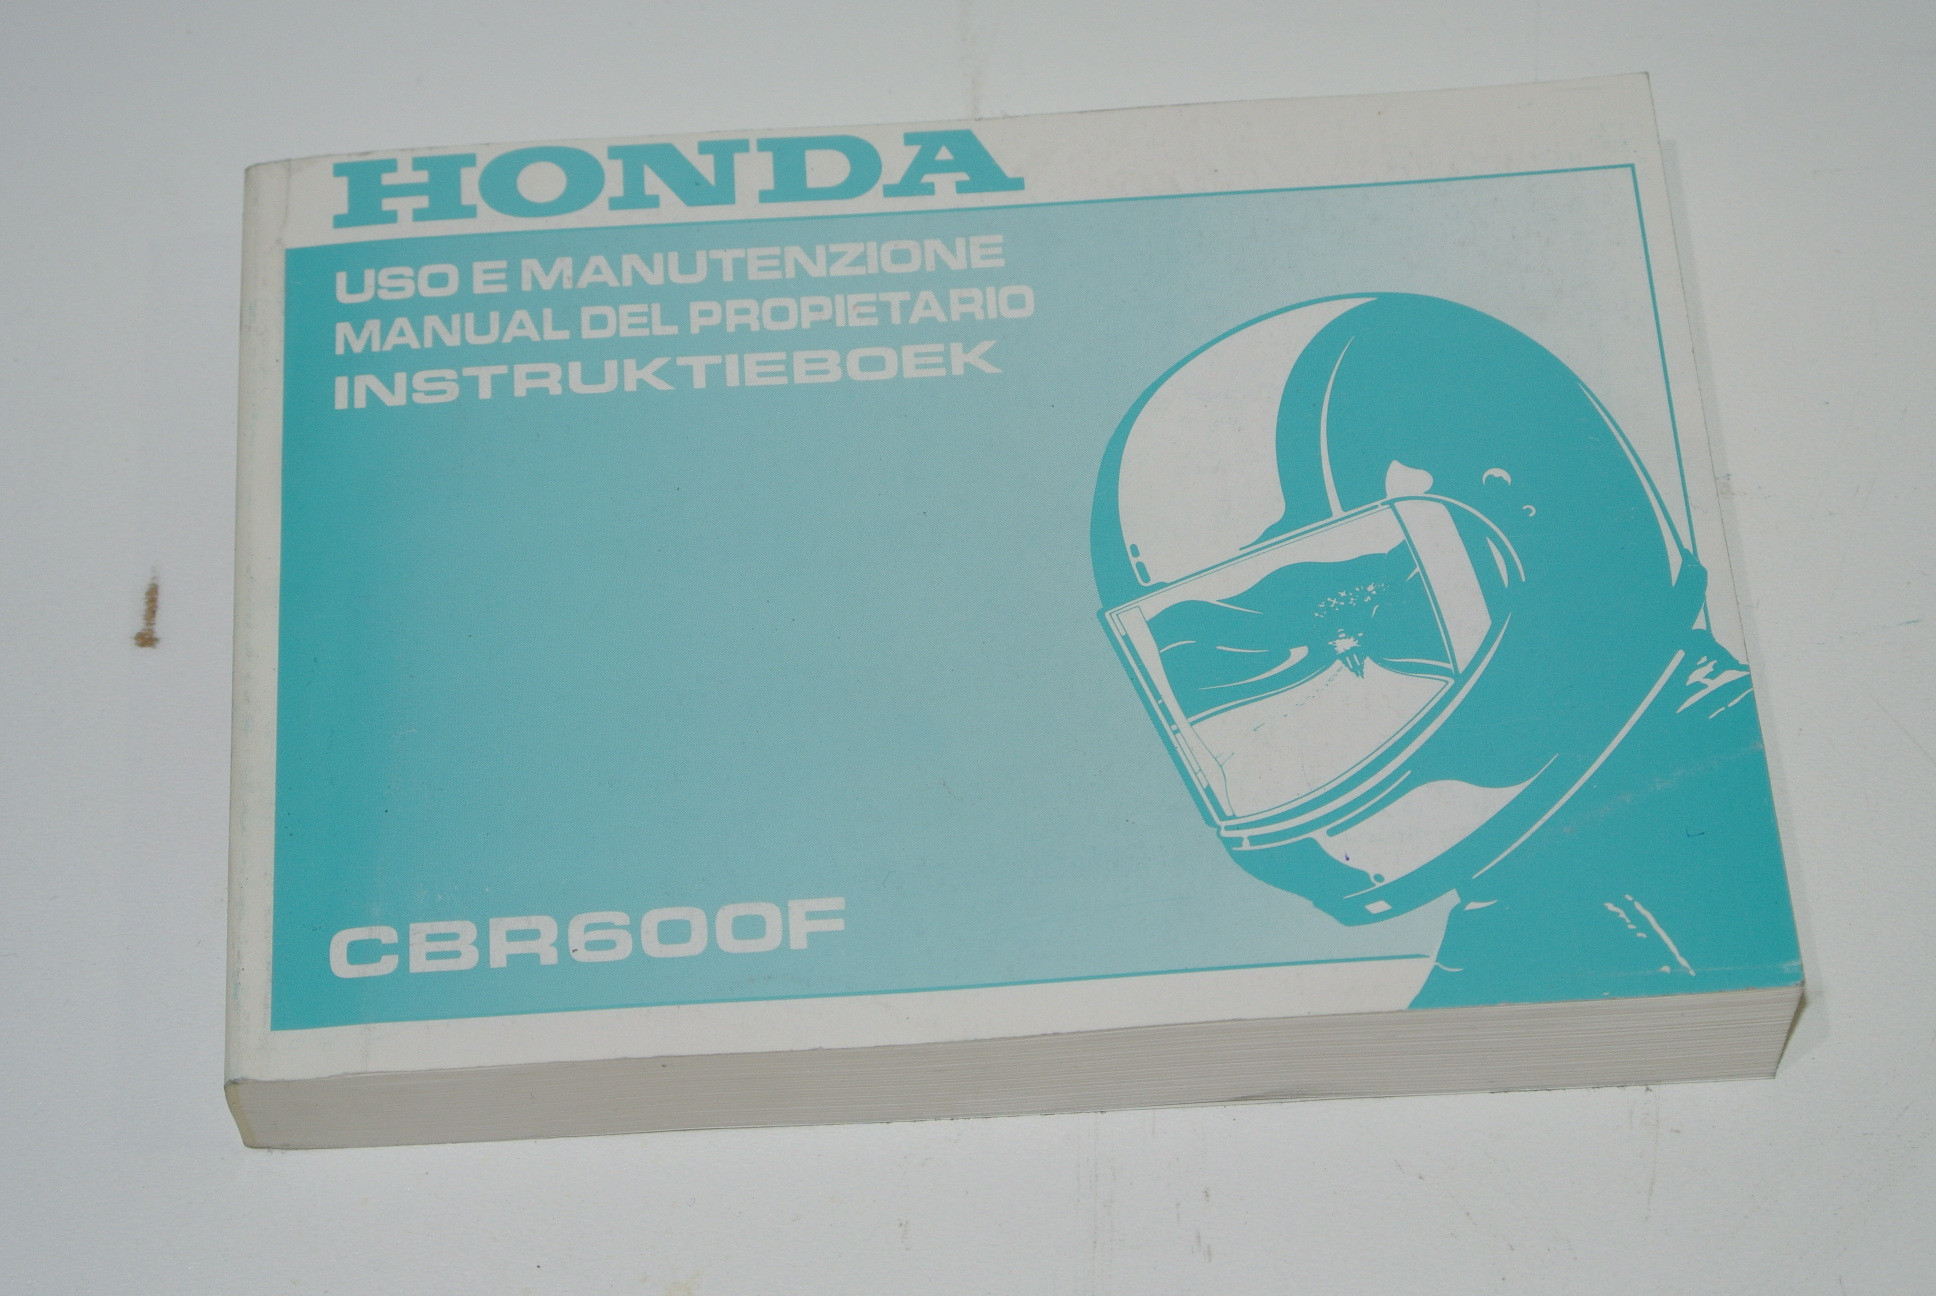 HONDA
USO E MANUTENZIONE
MANUAL DEL PROPIETARIO
INSTRUKTIEBOEK
CBR600F